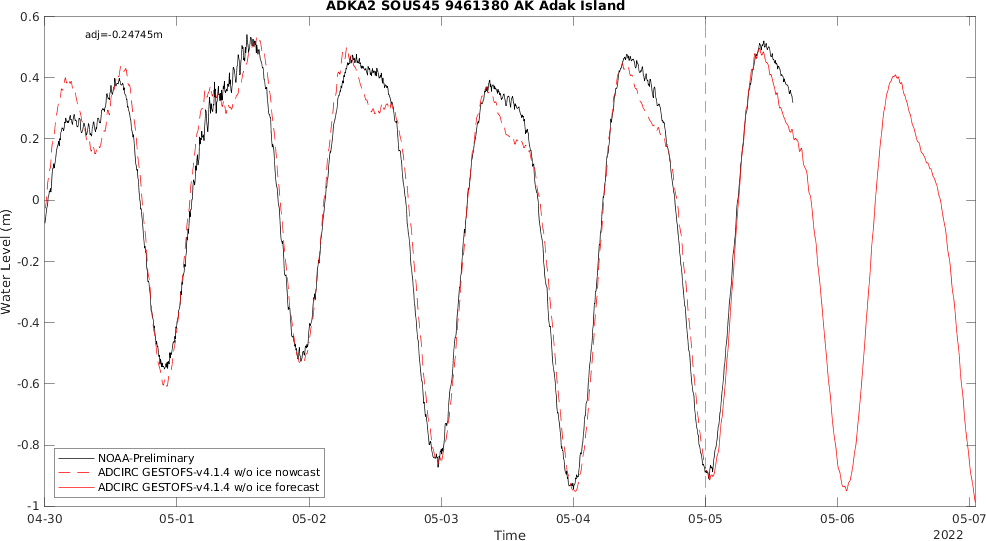 ADKA2 SOUS45 9461380 AK Adak Island
adj=-0.24745m
0.6
0.4
0.2
0
-0.2
-0.4
-0.6
-0.8
-1
Water Level (m)
NOAA-Preliminary
ADCIRC GESTOFS-v4.1.4 w/o ice nowcast
ADCIRC GESTOFS-v4.1.4 w/o ice forecast
04-30 05-01 05-02 05-03 05-04 05-05 05-06 05-07
Time
2022